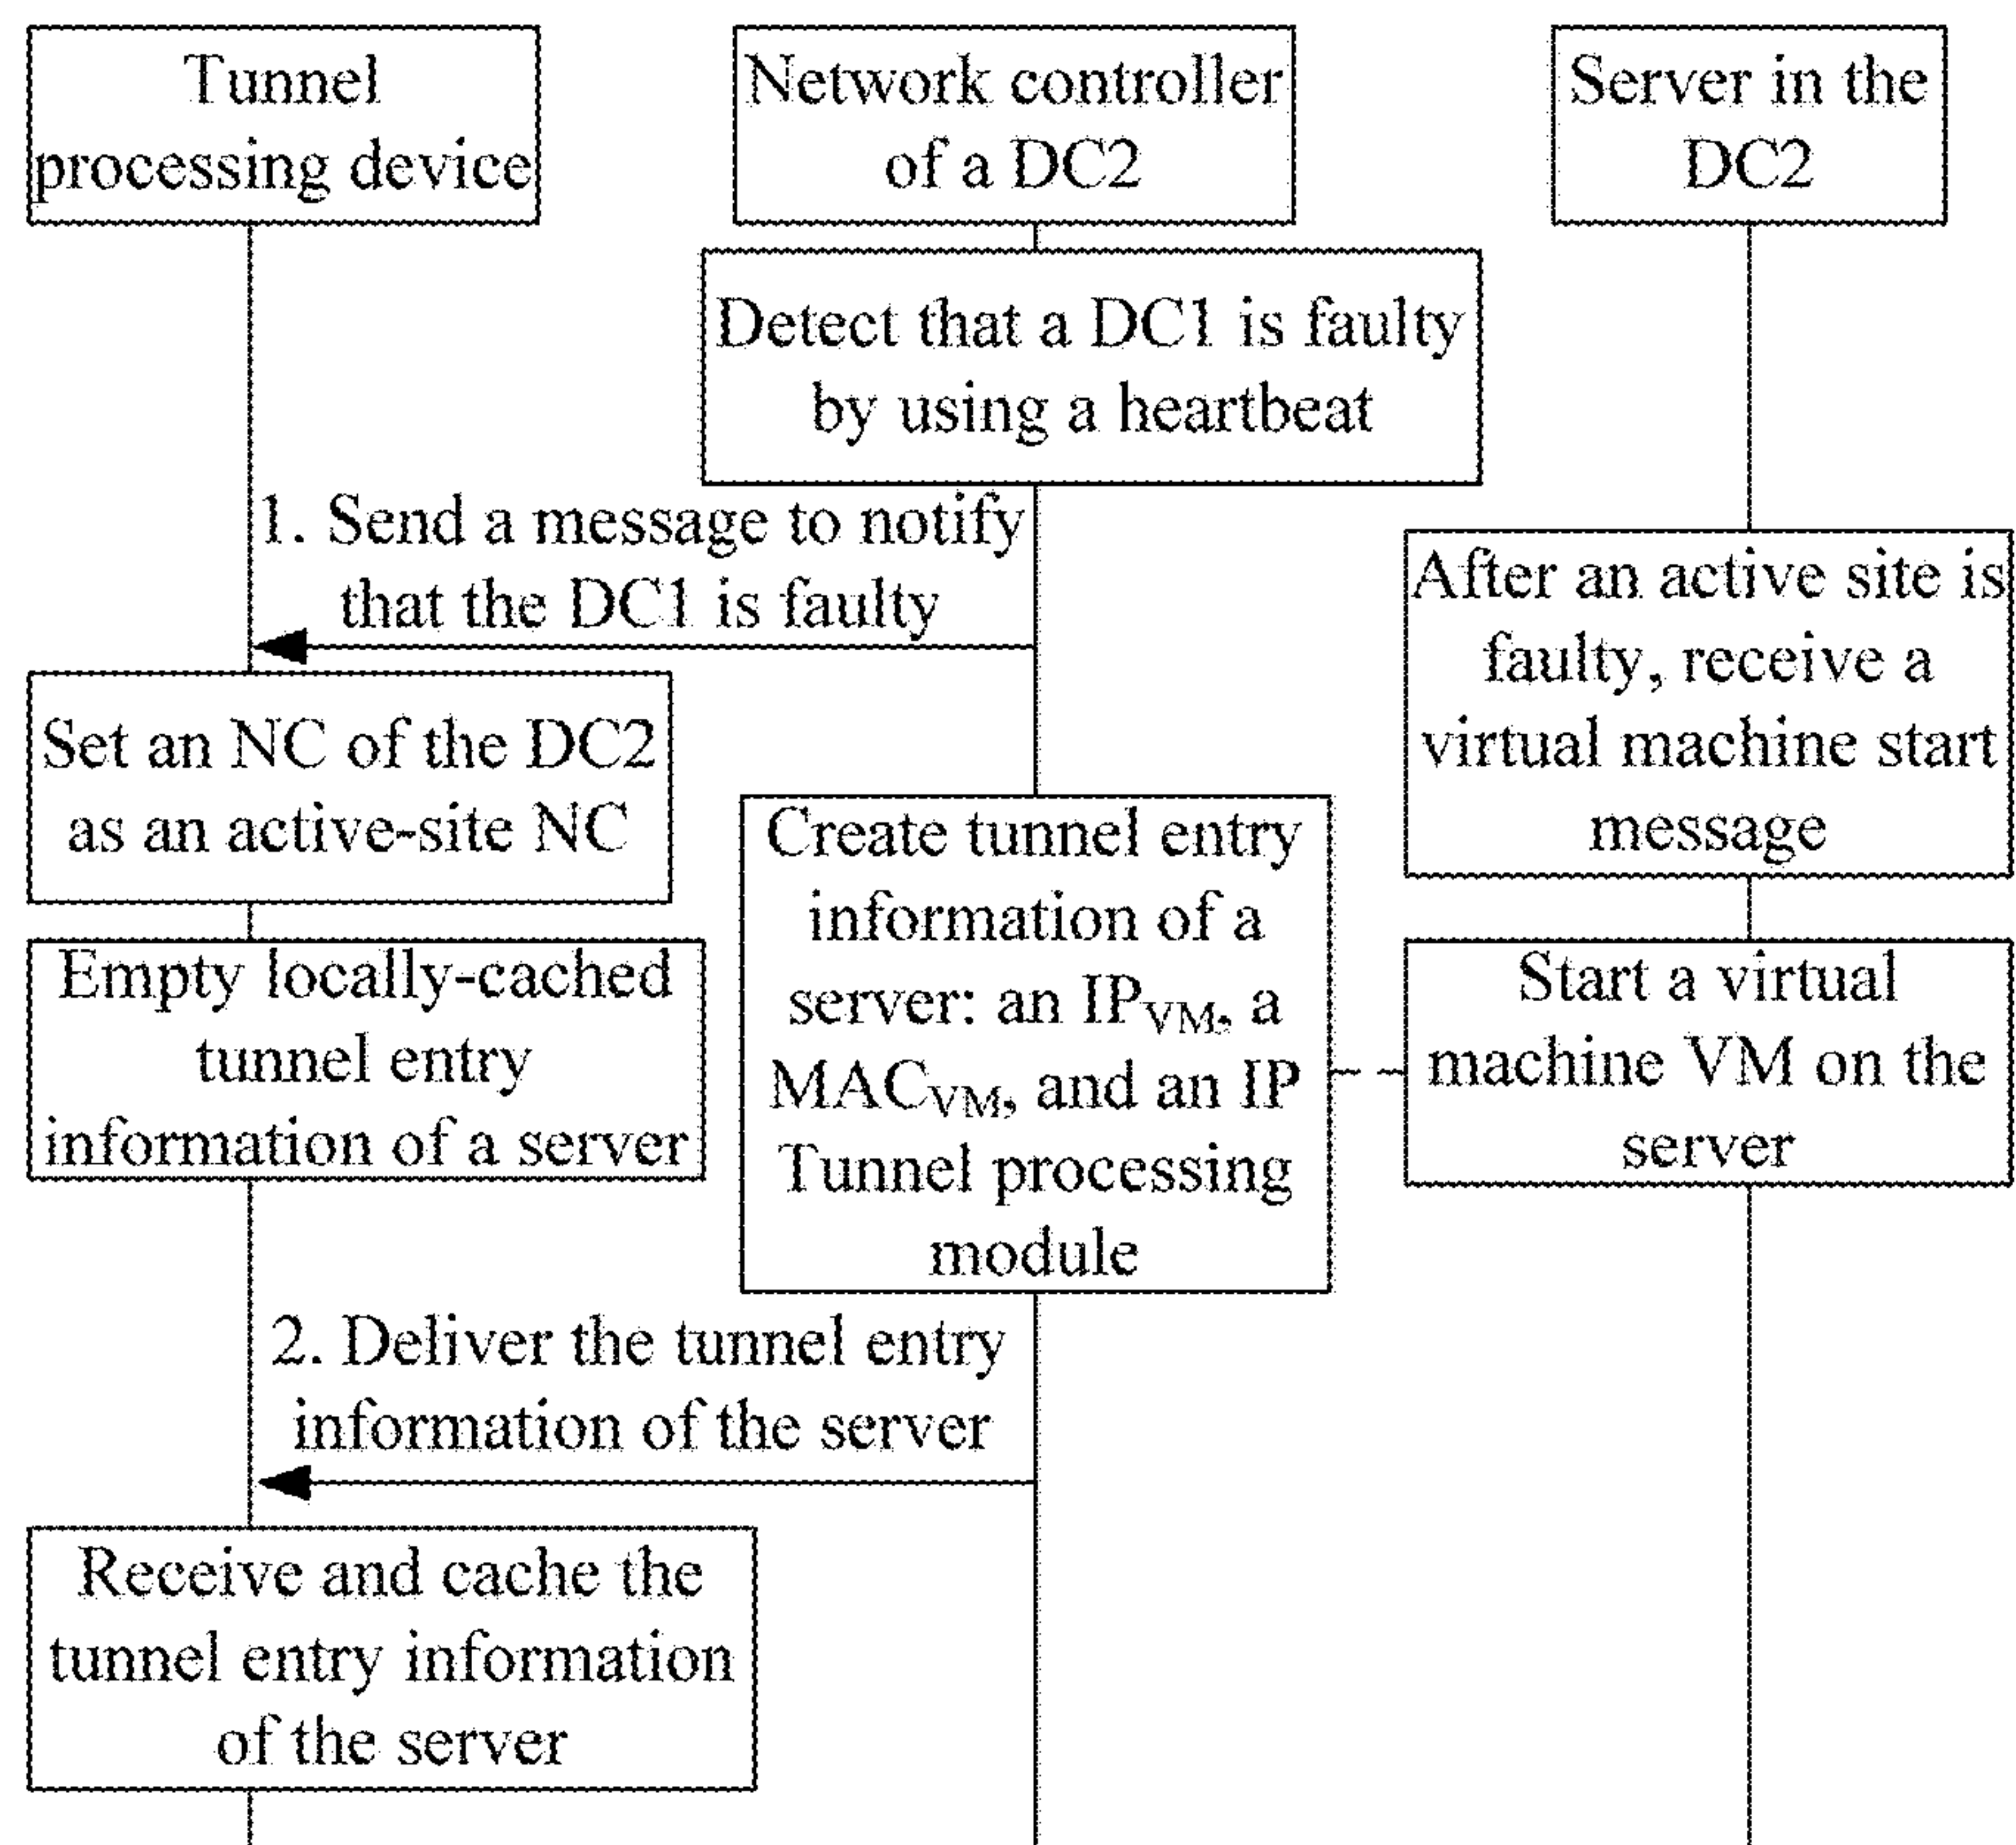 Tunnel
processing device
Network controller
of a DC2
Server in the
DC2
Detect that a DC1 is faulty
by using a heartbeat
1. Send a message to notify
that the DC1 is faulty
After an active site is
faulty, receive a
virtual machine start
message
Set an NC of the DC2
as an active-site NC
Create tunnel entry
information of a
server: an IPVM, a
MACVM, and an IP
Tunnel processing
module
Empty locally-cached
tunnel entry
information of a server
Start a virtual
machine VM on the
server
2. Deliver the tunnel entry
information of the server
Receive and cache the
tunnel entry information
of the server